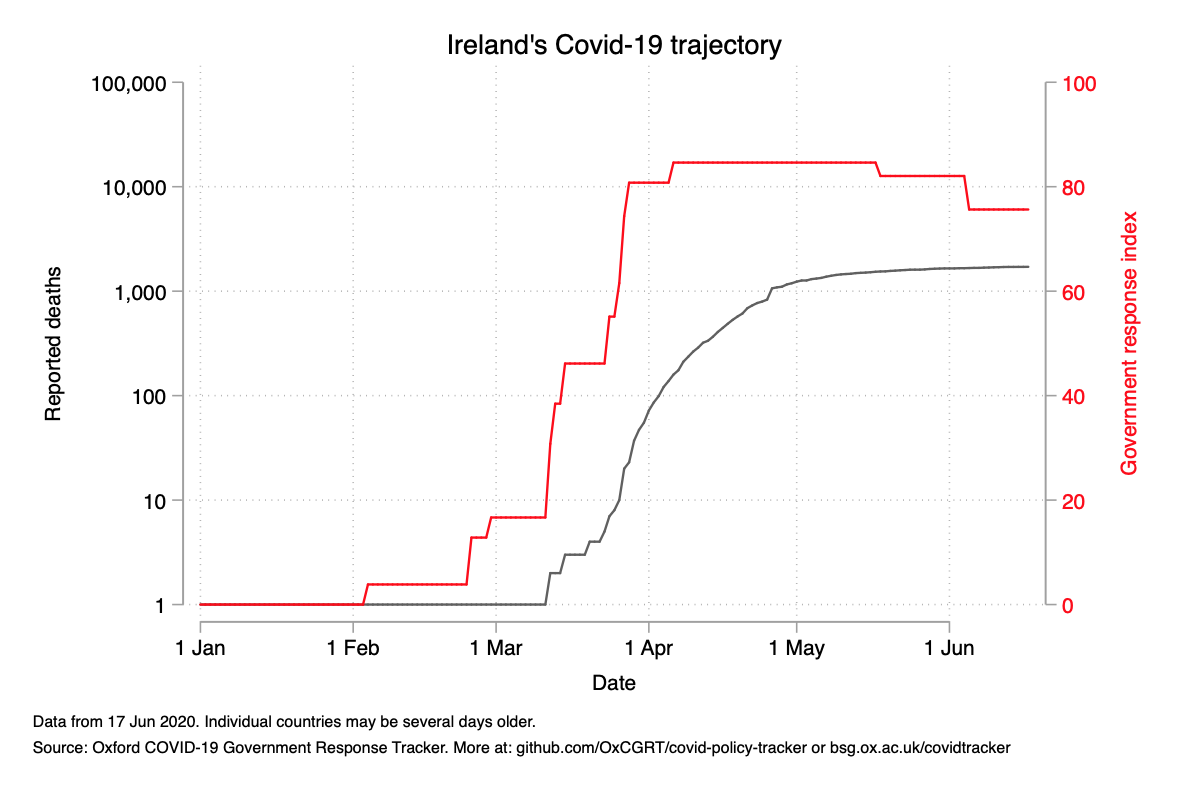 Ireland's Covid-19 trajectory
100,000
10,000
1,000
100
10
1
Reported deaths
100
80
60
40
20
0
Government response index
1 Jan
1 Feb
1 Mar
1 Apr
1 May
1 Jun
Date
Data from 17 Jun 2020. Individual countries may be several days older.
Source: Oxford COVID-19 Government Response Tracker. More at: github.com/OxCGRT/covid-policy-tracker or bsg.ox.ac.uk/covidtracker